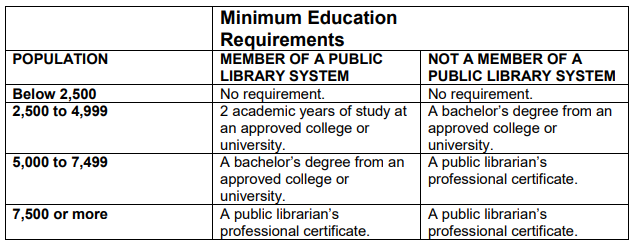 Minimum Education
Requirements
POPULATION
MEMBER OF A PUBLIC
LIBRARY SYSTEM
NOT A MEMBER OF A
PUBLIC LIBRARY SYSTEM
Below 2,500
No requirement.
No requirement.
2,500 to 4,999
2 academic years of study at
an approved college or
university.
A bachelor’s degree from an
approved college or
university.
5,000 to 7,499
A bachelor’s degree from an
approved college or
university.
A public librarian’s
professional certificate.
7,500 or more
A public librarian’s
professional certificate.
A public librarian’s
professional certificate.